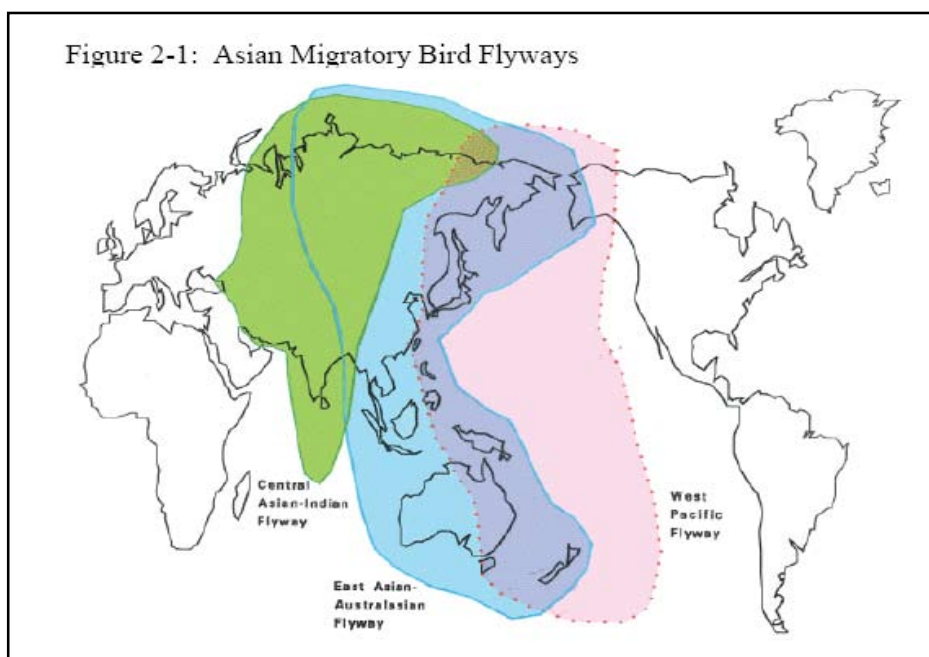 Figure 2-1: Asian Migratory Bird Flyways
Central
Asian-Indian
Flyway
West
Pacific
Flyway
East Asian-
Australasian
Flyway